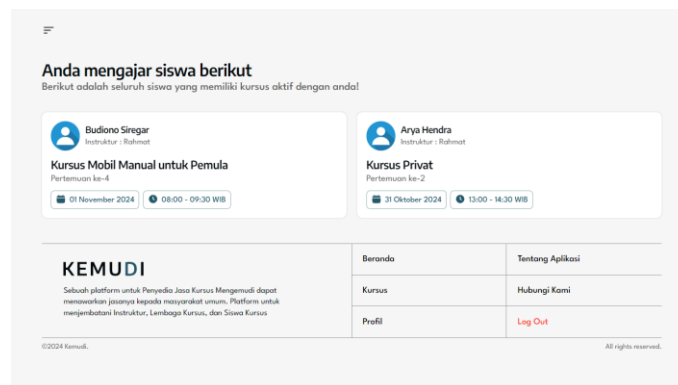 Anda mengajar siswa berikut
Berikut adalah seluruh siswa yang memiliki kursus aktif dengan anda!
Budiono Siregar
Instruktur : Rahmat
Kursus Mobil Manual untuk Pemula
Pertemuan ke-4
01 November 2024
08:00 - 09:30 WIB
Arya Hendra
Instruktur : Rahmat
Kursus Privat
Pertemuan ke-2
31 Oktober 2024
13:00 - 14:30 WIB
KEMUDI
Sebuah platform untuk Penyedia Jasa Kursus Mengemudi dapat
menawarkan jasanya kepada masyarakat umum. Platform untuk
menjembatani Instruktur, Lembaga Kursus, dan Siswa Kursus
Beranda
Tentang Aplikasi
Kursus
Hubungi Kami
Profil
Log Out
©2024 Kemudi.
All rights reserved.